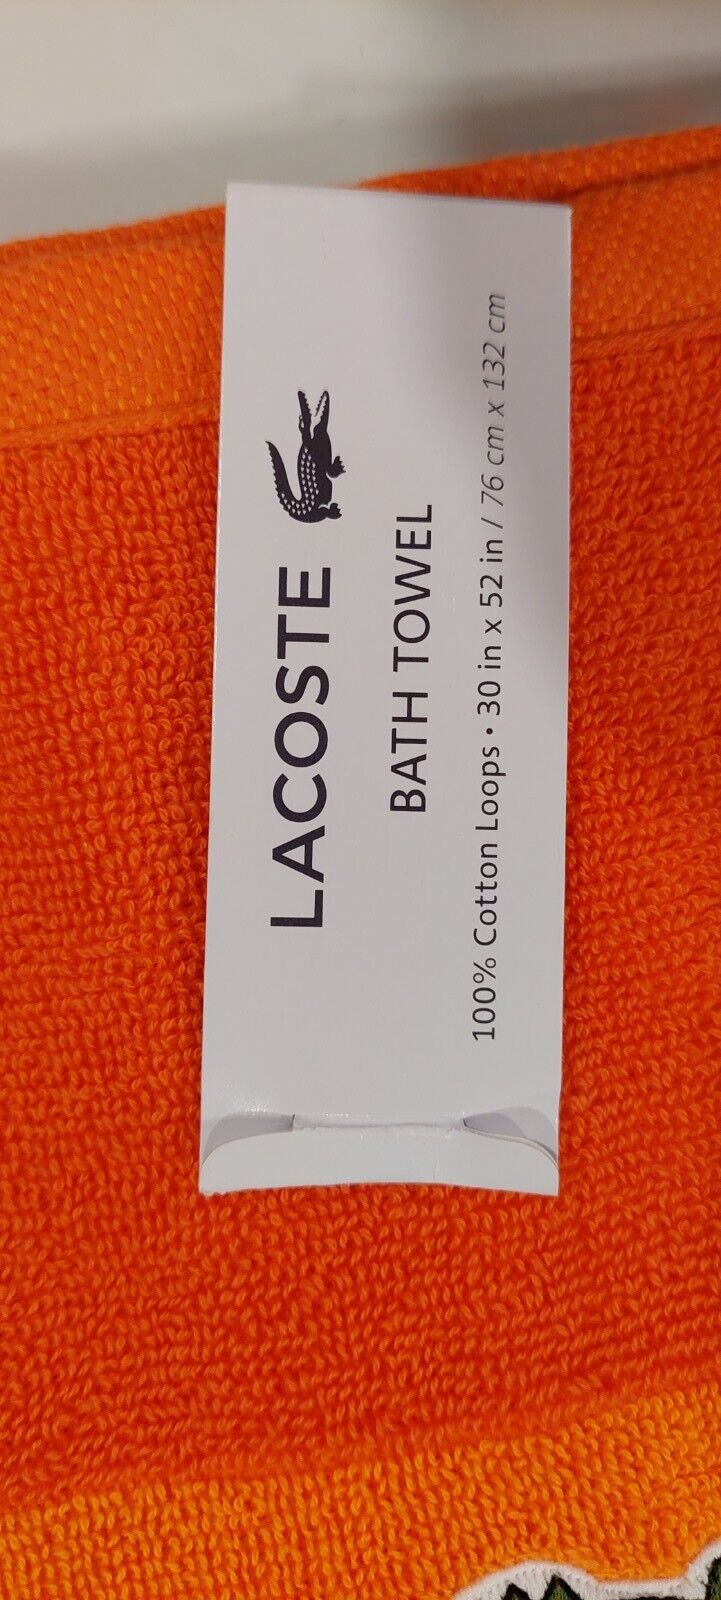 LACOSTE
BATH TOWEL
100% Cotton Loops • 30 in x 52 in / 76 cm x 132 cm